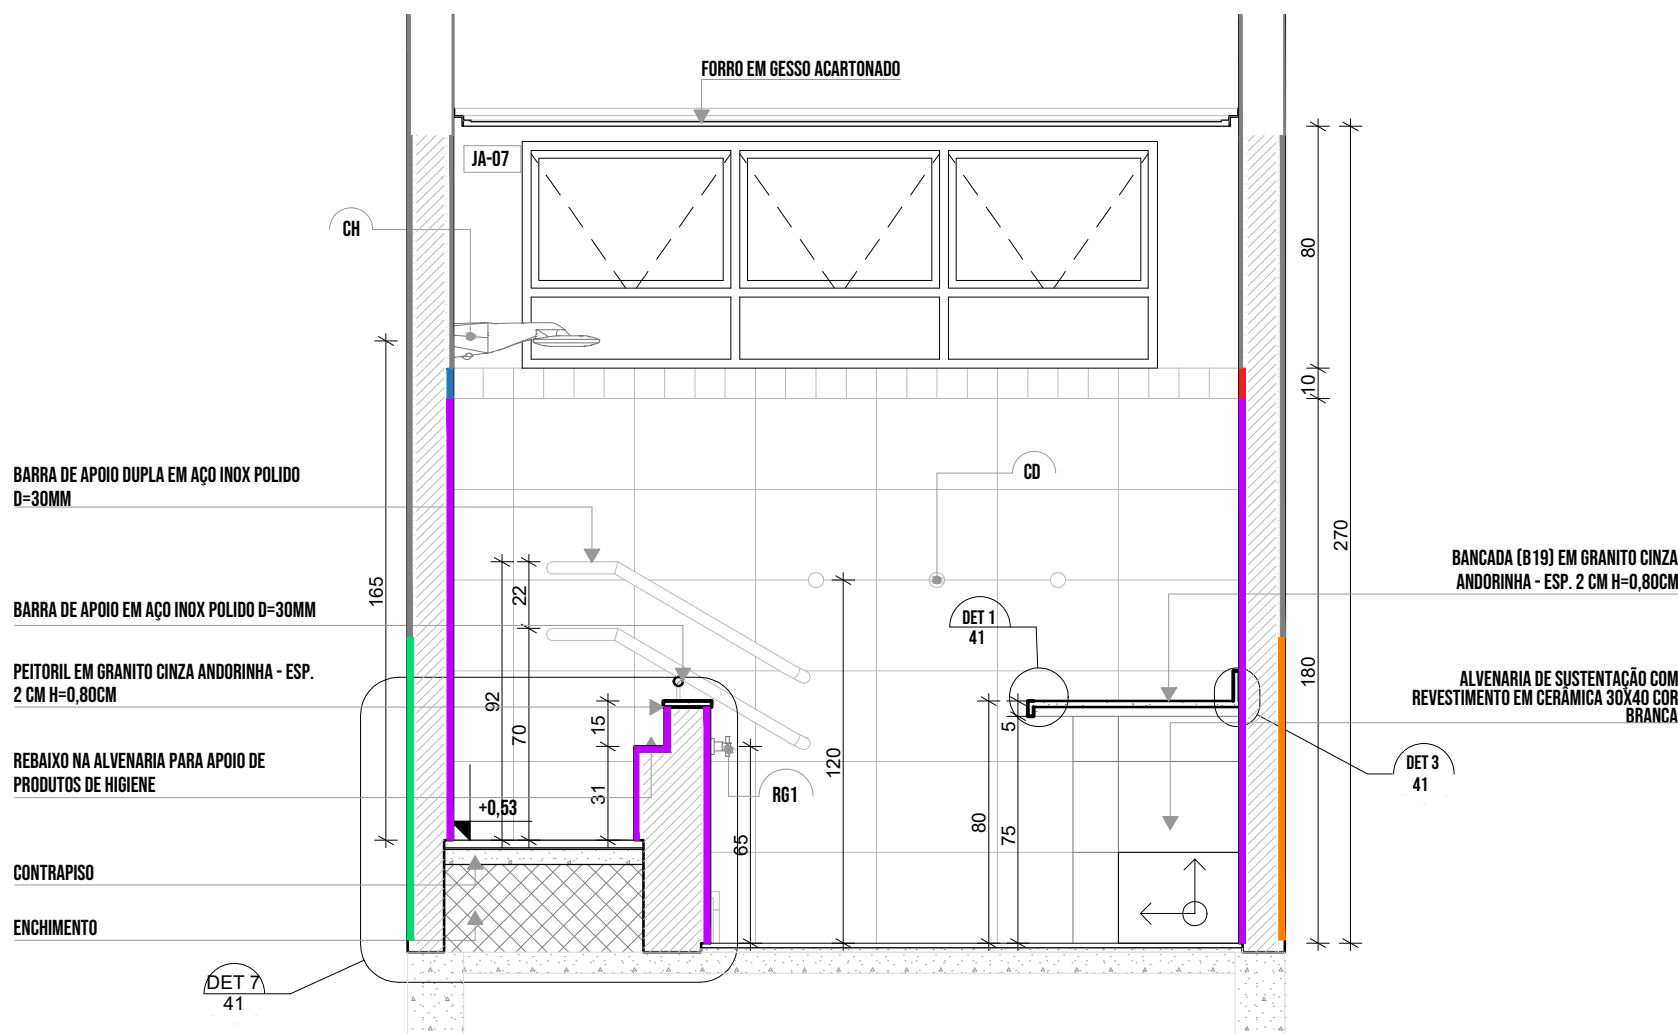 FORRO EM GESSO ACARTONADO
JA-07
CH
80
10
BARRA DE APOIO DUPLA EM AÇO INOX POLIDO
D=30MM
CD
270
165
22
BARRA DE APOIO EM AÇO INOX POLIDO D=30MM
DET 1
41
BANCADA (B19) EM GRANITO CINZA
ANDORINHA - ESP. 2 CM H=0,80CM
PEITORIL EM GRANITO CINZA ANDORINHA - ESP.
2 CM H=0,80CM
180
ALVENARIA DE SUSTENTAÇÃO COM
REVESTIMENTO EM CERÂMICA 30X40 COR
BRANCA
92
70
15
5
120
REBAIXO NA ALVENARIA PARA APOIO DE
PRODUTOS DE HIGIENE
DET 3
41
RG1
31
+0,53
65
80
75
CONTRAPISO
ENCHIMENTO
DET 7
41